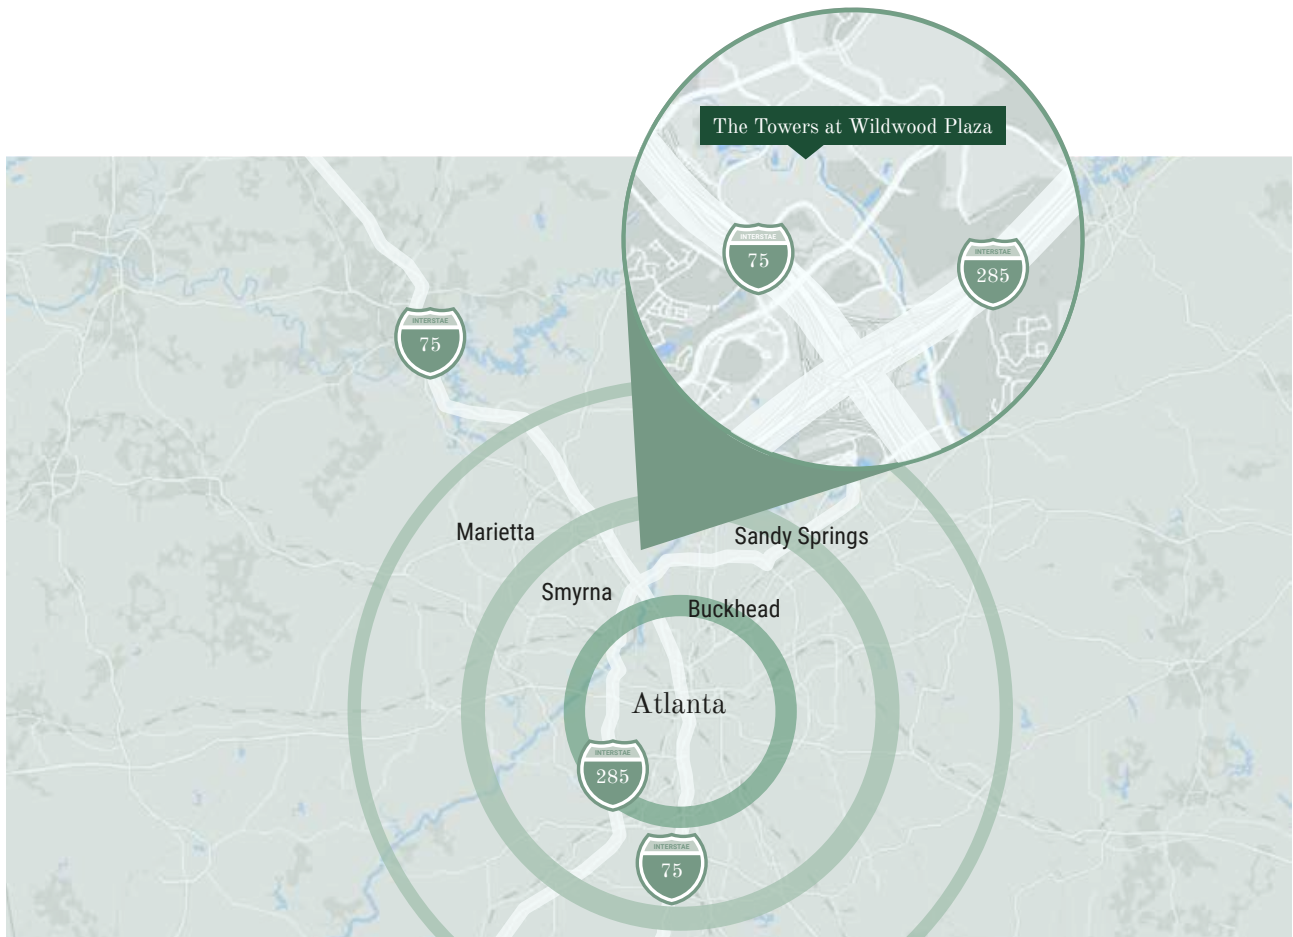 The Towers at Wildwood Plaza
INTERSTAE
75
INTERSTAE
285
INTERSTAE
75
Marietta
Sandy Springs
Smyrna
Buckhead
Atlanta
INTERSTAE
285
INTERSTAE
75